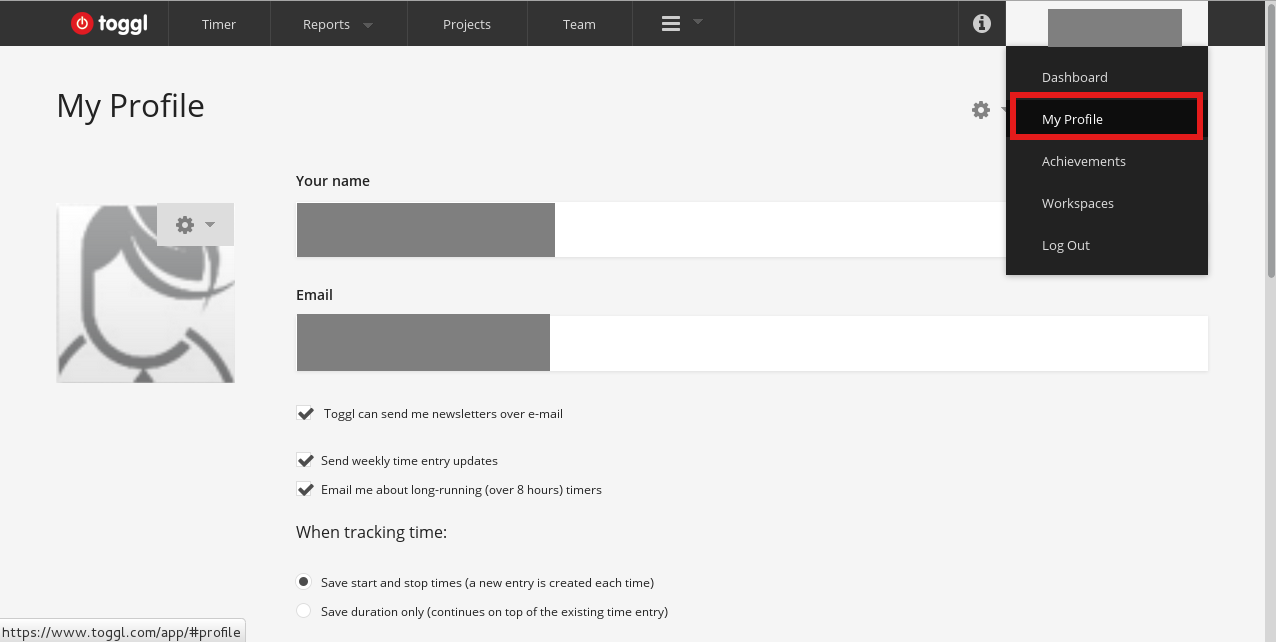 toggl Timer Reports Projects Team
Dashboard
My Profile
My Profile
Achievements
Your name
Workspaces
Log Out
Email
Toggl can send me newsletters over e-mail
Send weekly time entry updates
Email me about long-running (over 8 hours) timers
When tracking time:
Save start and stop times (a new entry is created each time)
Save duration only (continues on top of the existing time entry)
https://www.toggl.com/app/#profile